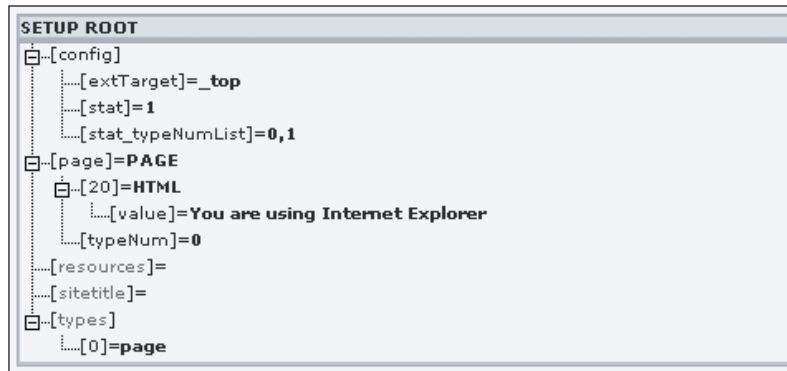 SETUP ROOT
[config]
[extTarget]=_top
[stat]=1
[stat_typeNumList]=0,1
[page]=PAGE
[20]=HTML
[value]=You are using Internet Explorer
[typeNum]=0
[resources]=
[sitetitle]=
[types]
[0]=page